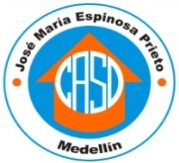 • José María Espinosa Prieto •
CASD
Medellín